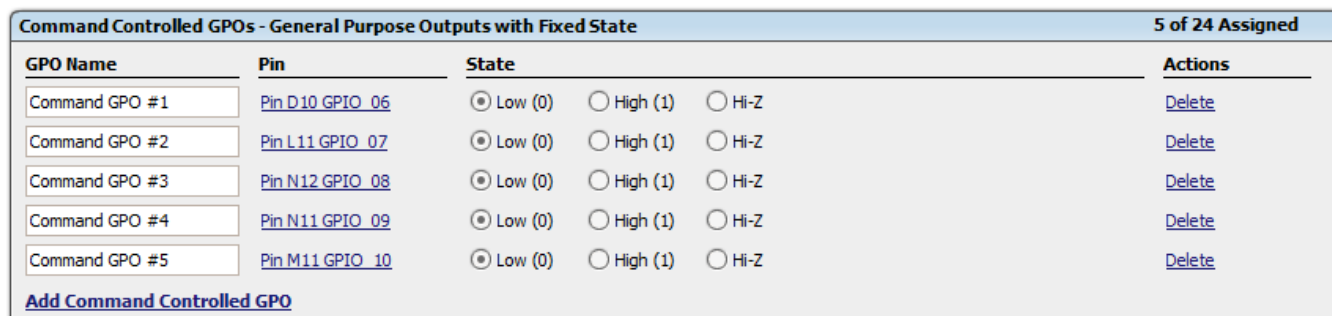 Command Controlled GPOs - General Purpose Outputs with Fixed State 5 of 24 Assigned
GPO Name Pin State Actions
Command GPO #1 Pin D10 GPIO_06 Low (0) High (1) Hi-Z Delete
Command GPO #2 Pin L11 GPIO_07 Low (0) High (1) Hi-Z Delete
Command GPO #3 Pin N12 GPIO_08 Low (0) High (1) Hi-Z Delete
Command GPO #4 Pin N11 GPIO_09 Low (0) High (1) Hi-Z Delete
Command GPO #5 Pin M11 GPIO_10 Low (0) High (1) Hi-Z Delete
Add Command Controlled GPO